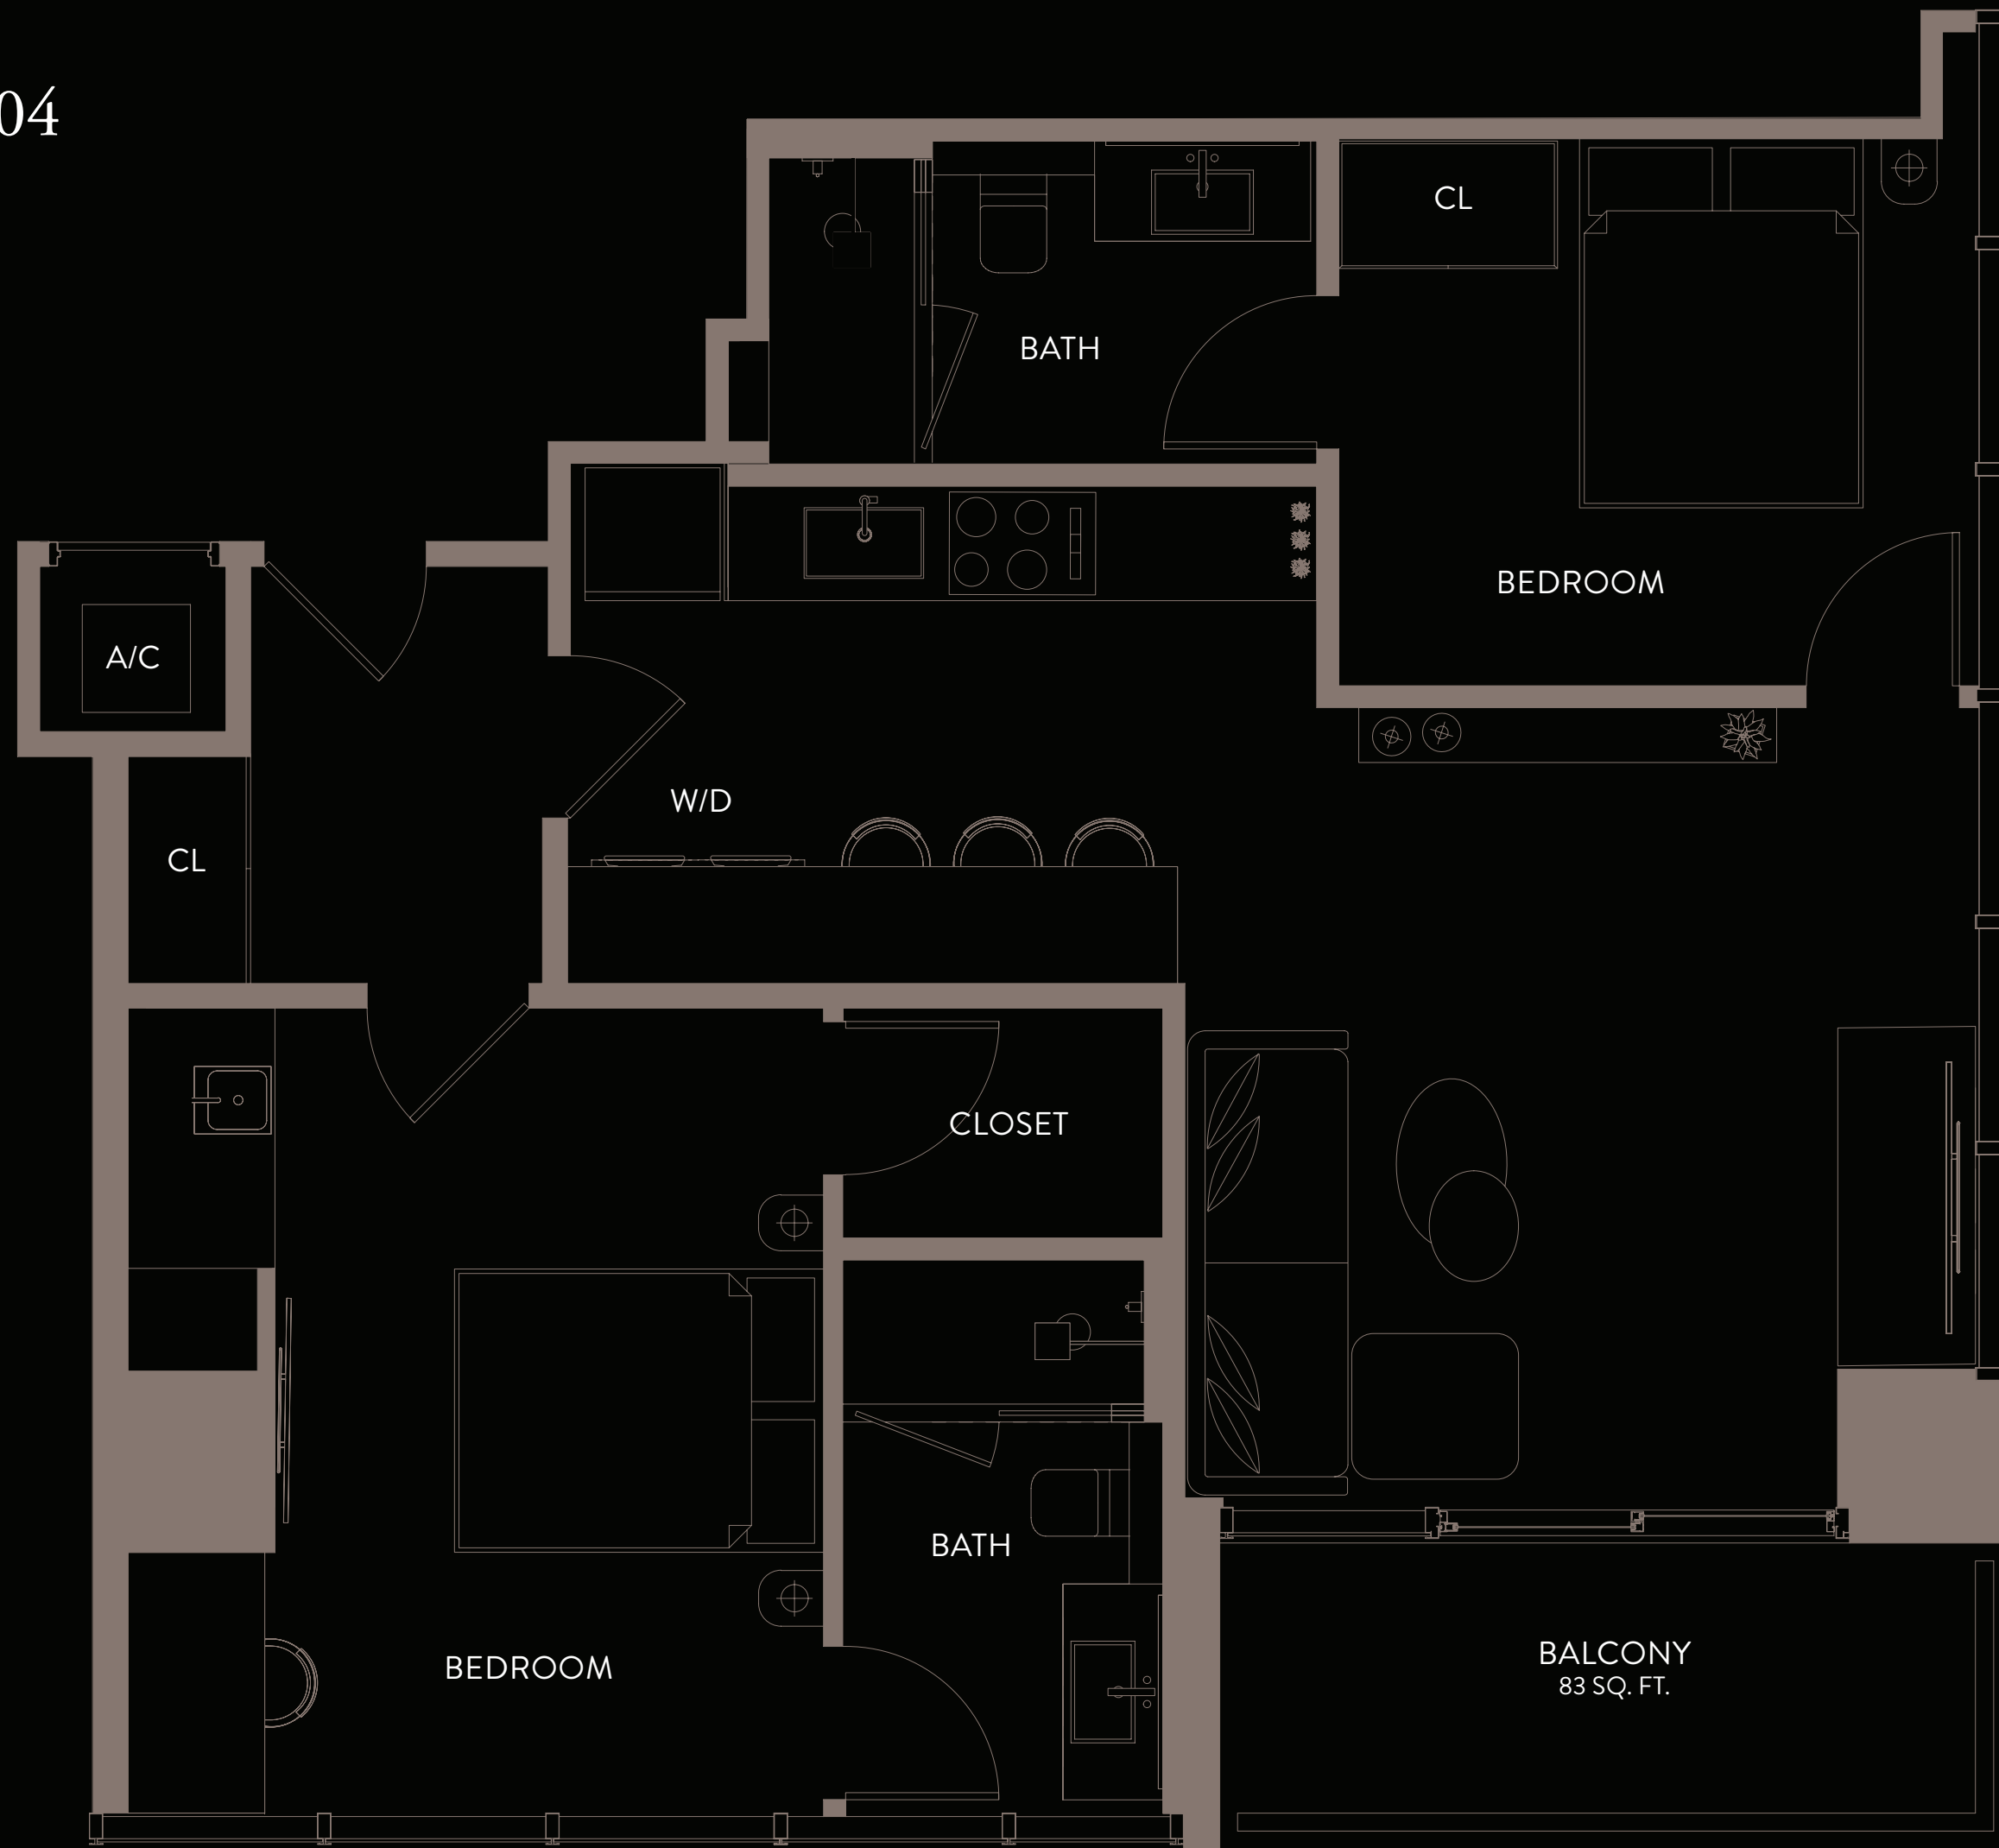 04
CL
BATH
BEDROOM
A/C
W/D
CL
CLOSET
BATH
BEDROOM
BALCONY
83 SQ. FT.